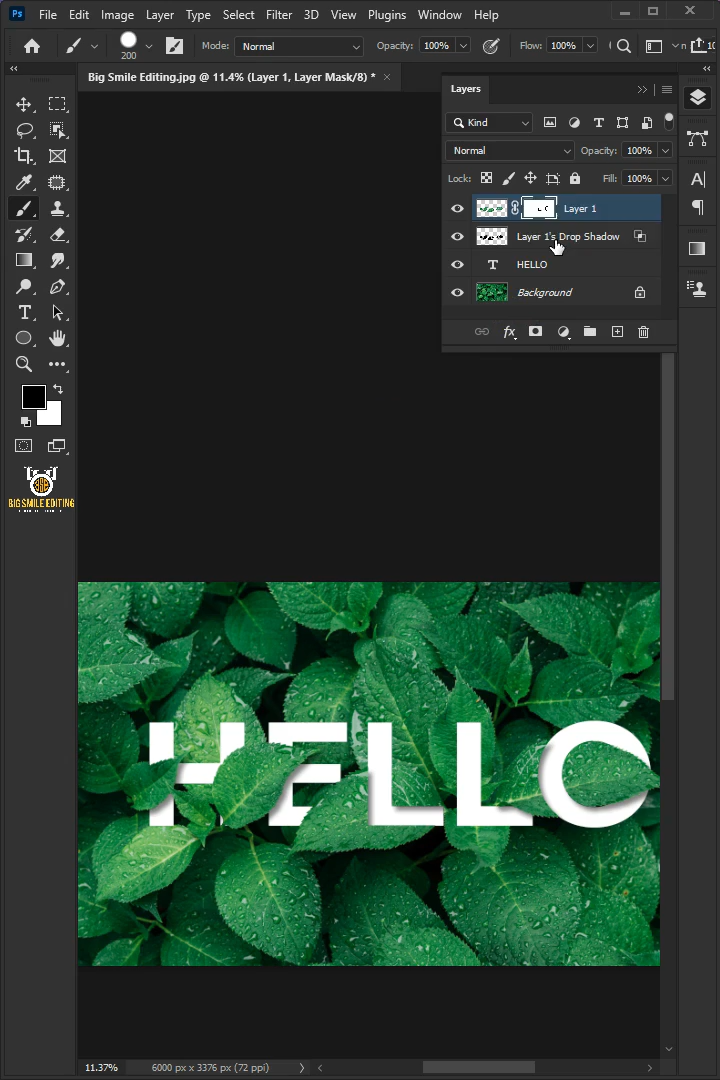 Ps File Edit Image Layer Type Select Filter 3D View Plugins Window Help
200 Mode: Normal Opacity: 100% Flow: 100%
Big Smile Editing.jpg @ 11.4% (Layer 1, Layer Mask/8) * ×
Layers
Kind
Normal Opacity: 100%
Lock: Fill: 100%
Layer 1
Layer 1's Drop Shadow
T HELLO
Background
fx
BIG SMILE EDITING
HELLO
11.37% 6000 px x 3376 px (72 ppi)